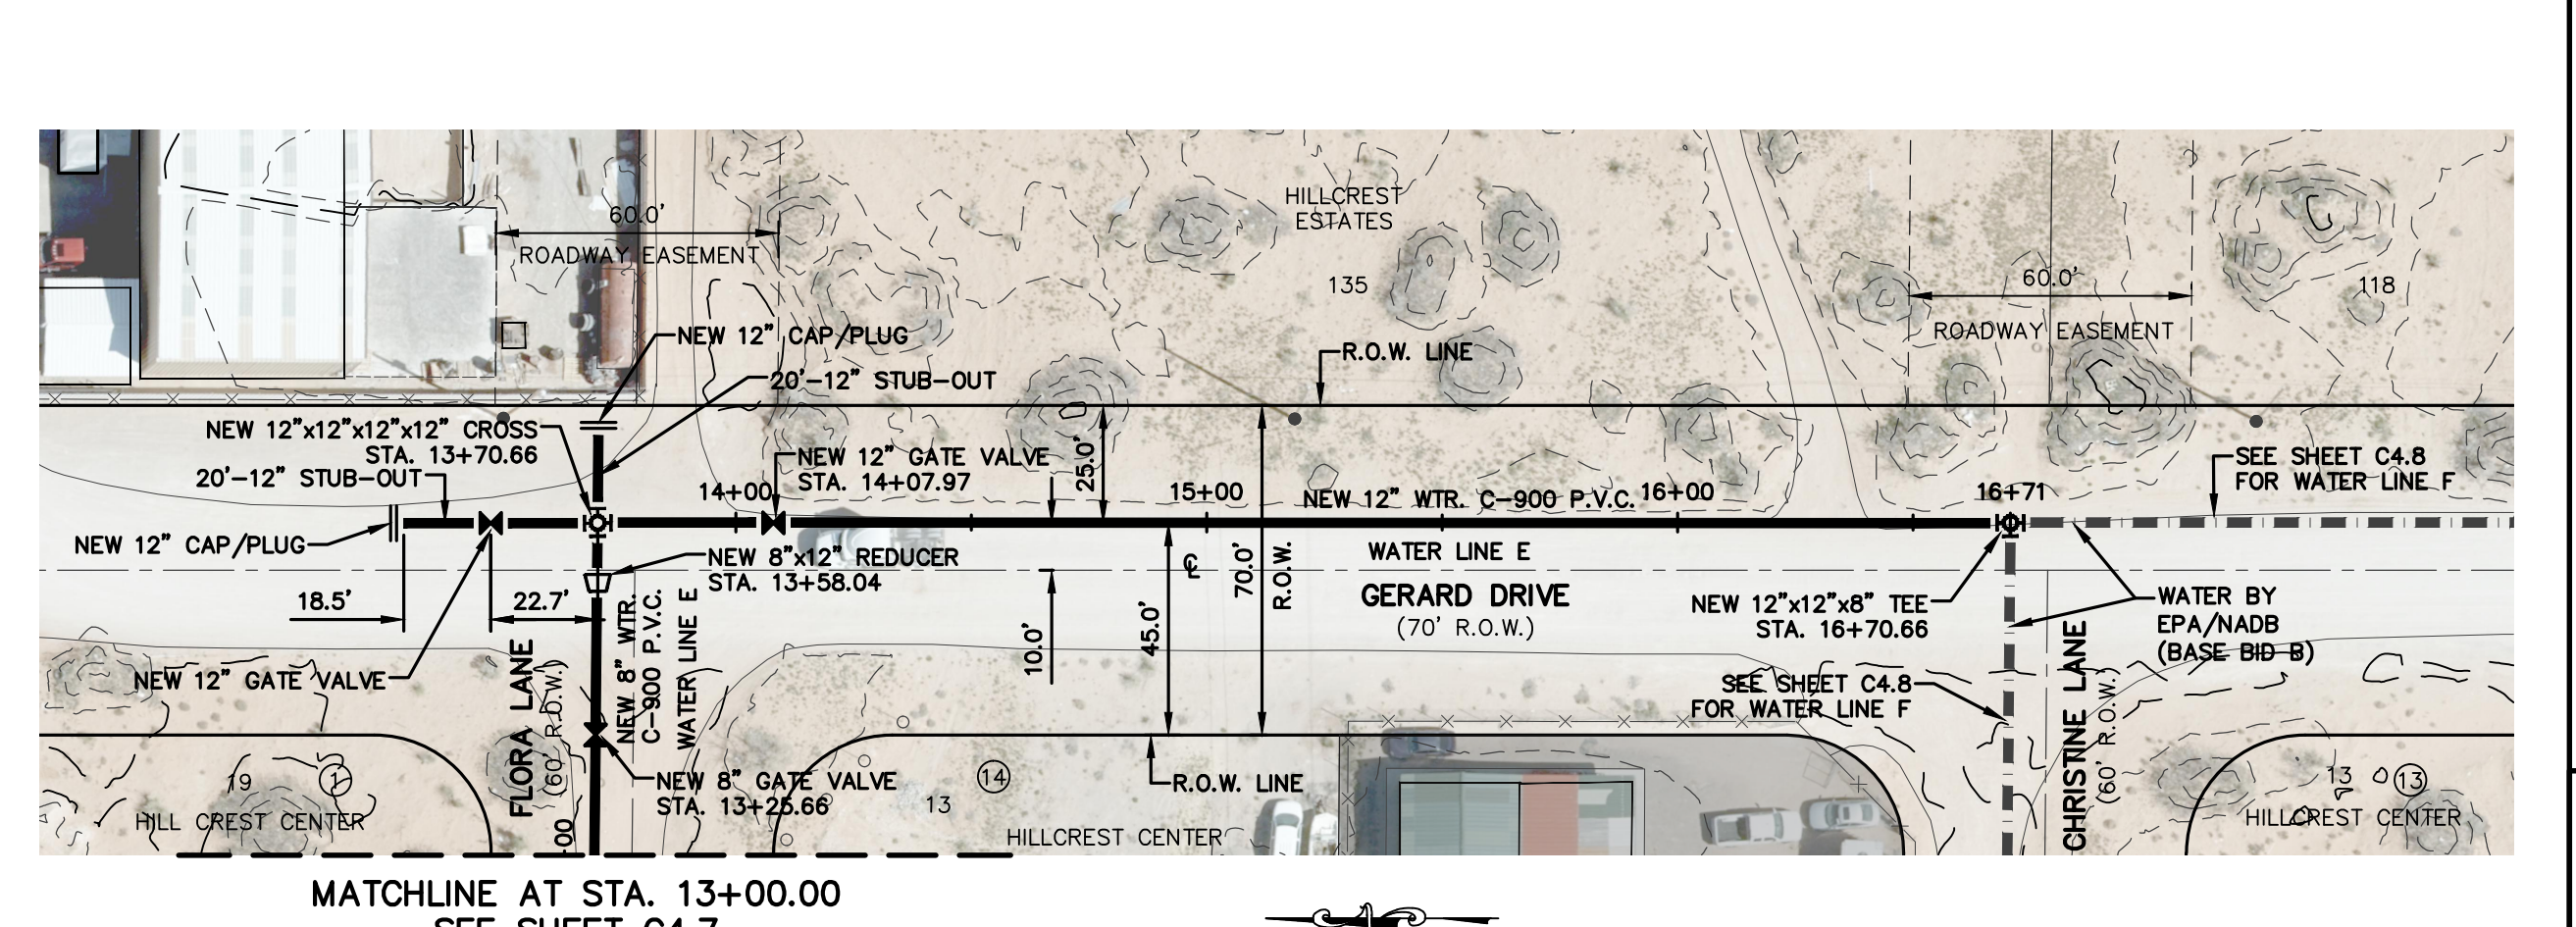 HILLCREST
ESTATES
135
60.0'
ROADWAY EASEMENT
60.0'
ROADWAY EASEMENT
118
NEW 12" CAP/PLUG
20'-12" STUB-OUT
R.O.W. LINE
NEW 12"x12"x12"x12" CROSS
STA. 13+70.66
20'-12" STUB-OUT
NEW 12" CAP/PLUG
NEW 12" GATE VALVE
STA. 14+07.97
14+00
25.0'
15+00
NEW 12" WTR. C-900 P.V.C.
16+00
16+71
SEE SHEET C4.8
FOR WATER LINE F
NEW 8"x12" REDUCER
STA. 13+58.04
WATER LINE E
GERARD DRIVE
(70' R.O.W.)
℄
70.0'
R.O.W.
45.0'
10.0'
18.5'
22.7'
NEW 12" GATE VALVE
FLORA LANE
(60' R.O.W.)
NEW 8" WTR.
C-900 P.V.C.
WATER LINE E
NEW 12"x12"x8" TEE
STA. 16+70.66
WATER BY
EPA/NADB
(BASE BID B)
SEE SHEET C4.8
FOR WATER LINE F
CHRISTINE LANE
(60' R.O.W.)
NEW 8" GATE VALVE
STA. 13+25.66
R.O.W. LINE
19
1
HILL CREST CENTER
14
13
HILLCREST CENTER
13
13
HILLCREST CENTER
00
MATCHLINE AT STA. 13+00.00
SEE SHEET C4.7